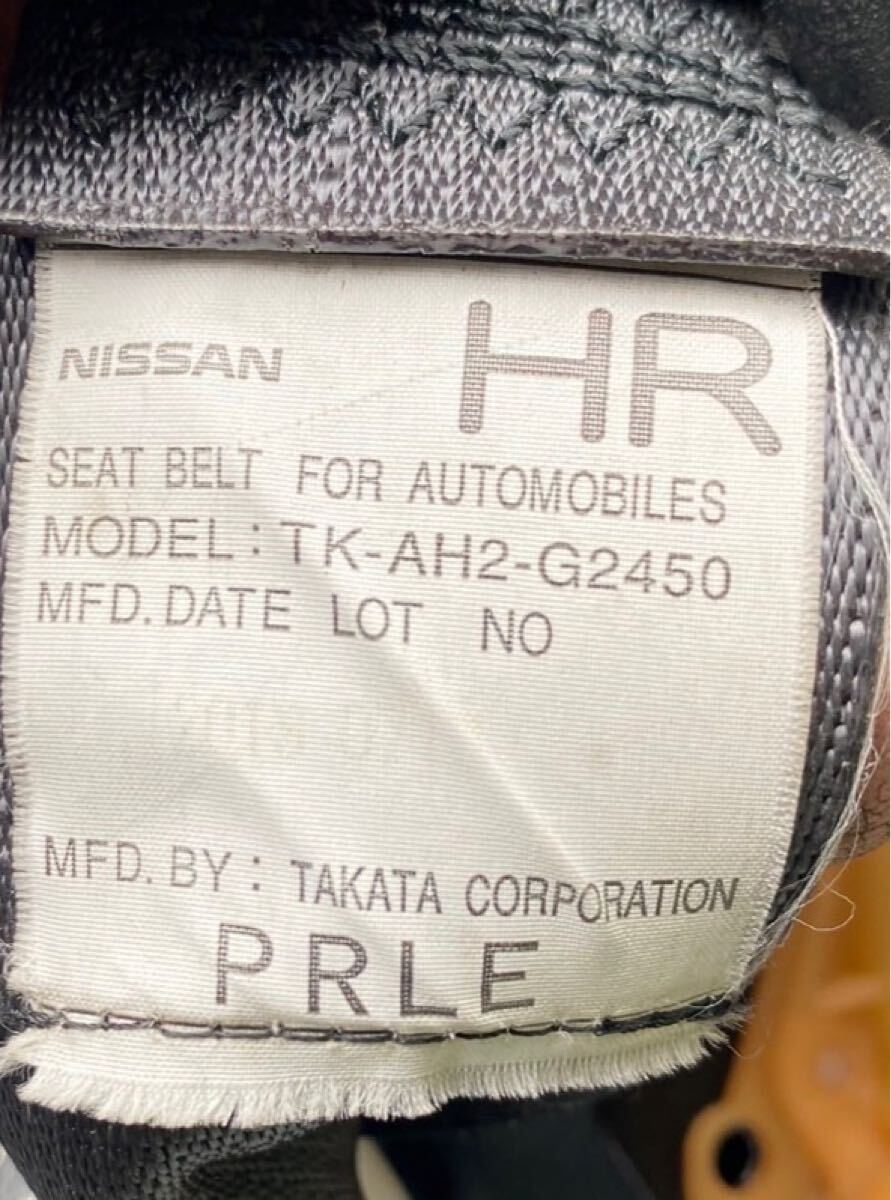 NISSAN HR
SEAT BELT FOR AUTOMOBILES
MODEL: TK-AH2-G2450
MFD. DATE LOT NO
MFD. BY: TAKATA CORPORATION
PRLE